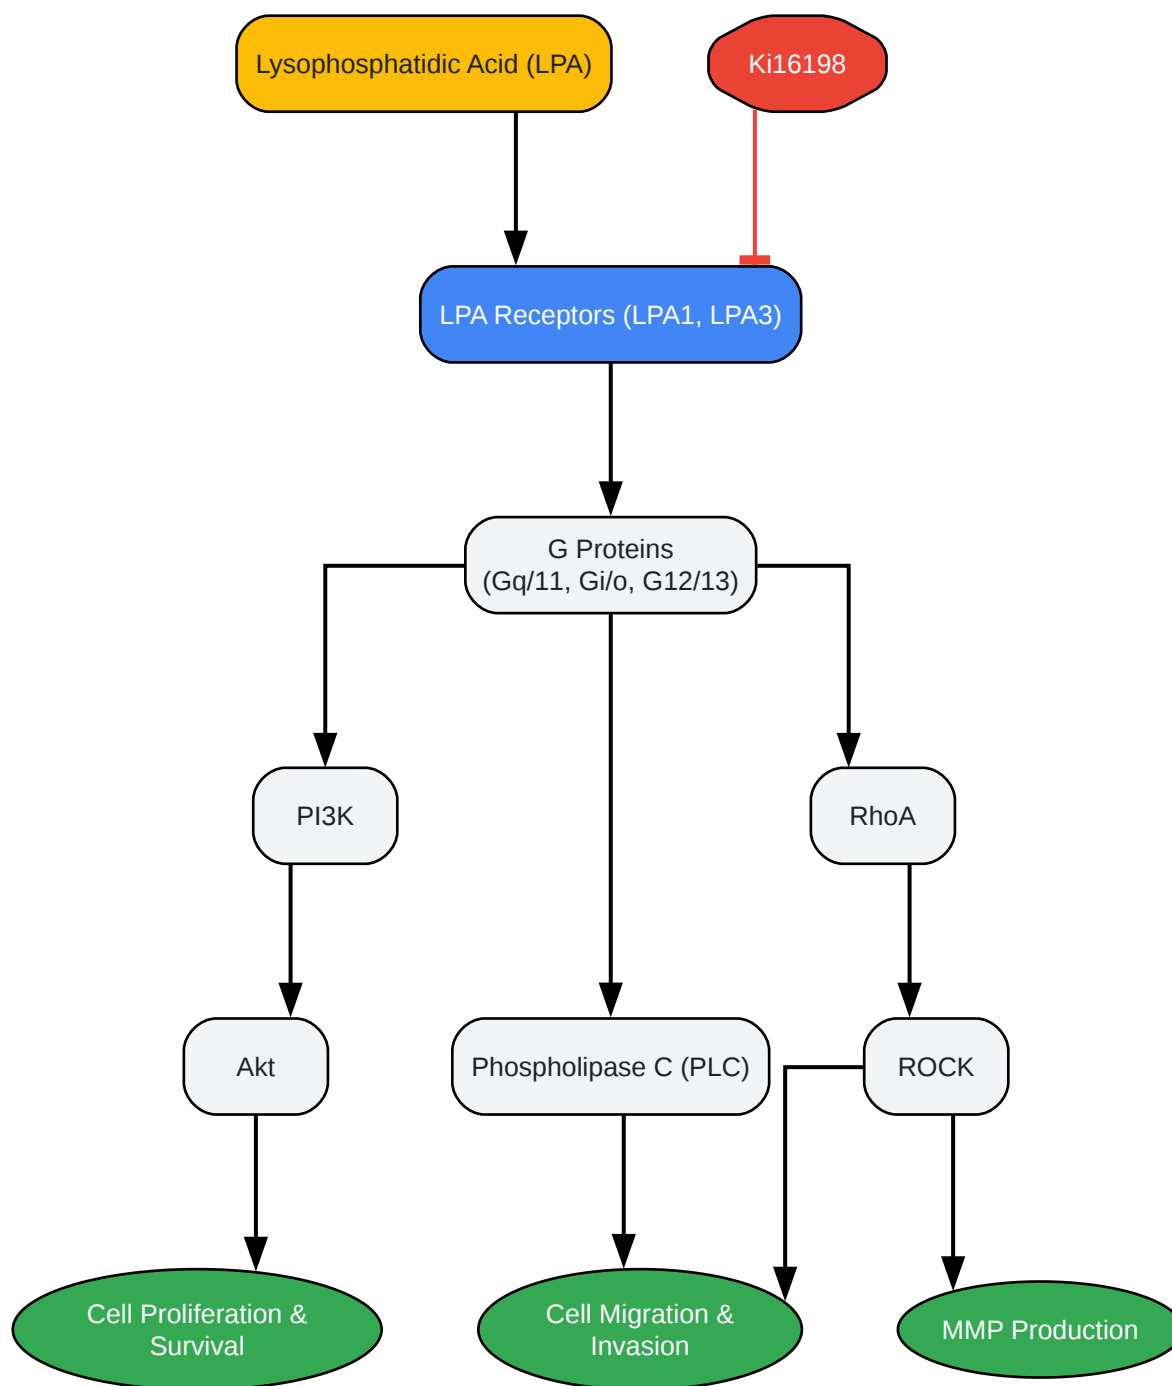 Lysophosphatidic Acid (LPA)
Ki16198
LPA Receptors (LPA1, LPA3)
G Proteins
(Gq/11, Gi/o, G12/13)
PI3K
RhoA
Akt
Phospholipase C (PLC)
ROCK
Cell Proliferation &
Survival
Cell Migration &
Invasion
MMP Production